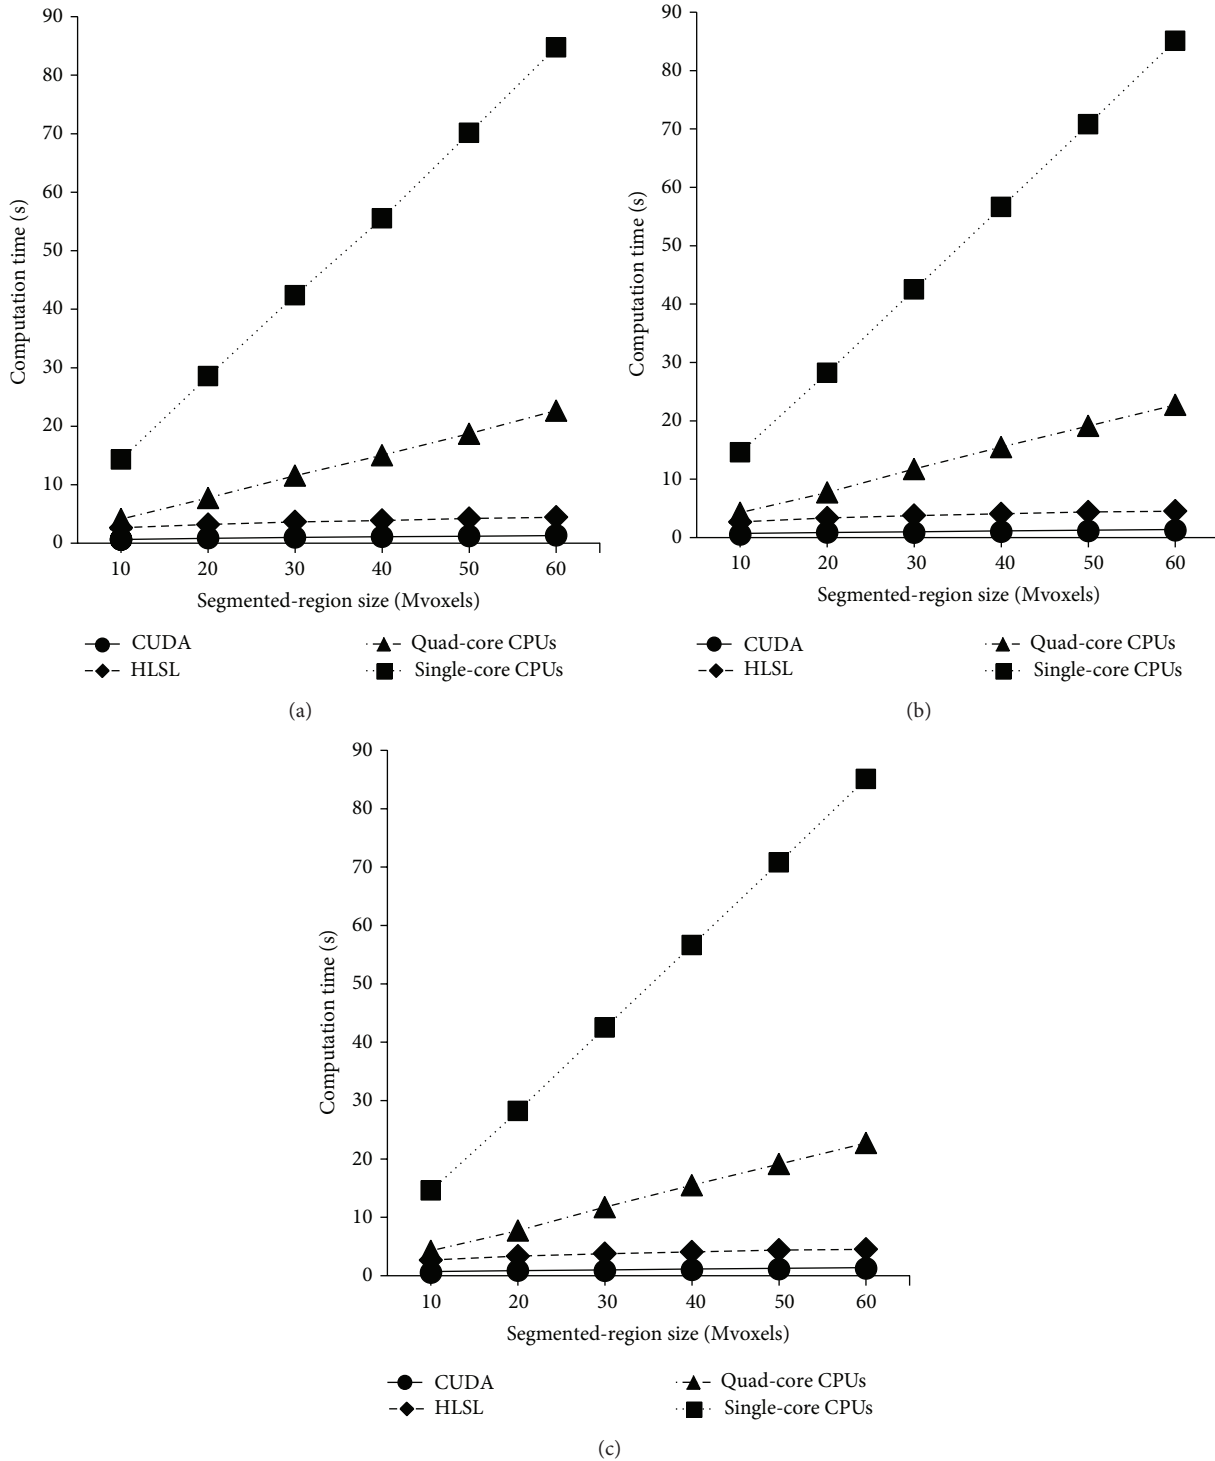 90
80
70
60
50
40
30
20
10
0
Computation time (s)
10 20 30 40 50 60
Segmented-region size (Mvoxels)
CUDA
HLSL
Quad-core CPUs
Single-core CPUs
(a)
90
80
70
60
50
40
30
20
10
0
Computation time (s)
10 20 30 40 50 60
Segmented-region size (Mvoxels)
CUDA
HLSL
Quad-core CPUs
Single-core CPUs
(b)
90
80
70
60
50
40
30
20
10
0
Computation time (s)
10 20 30 40 50 60
Segmented-region size (Mvoxels)
CUDA
HLSL
Quad-core CPUs
Single-core CPUs
(c)